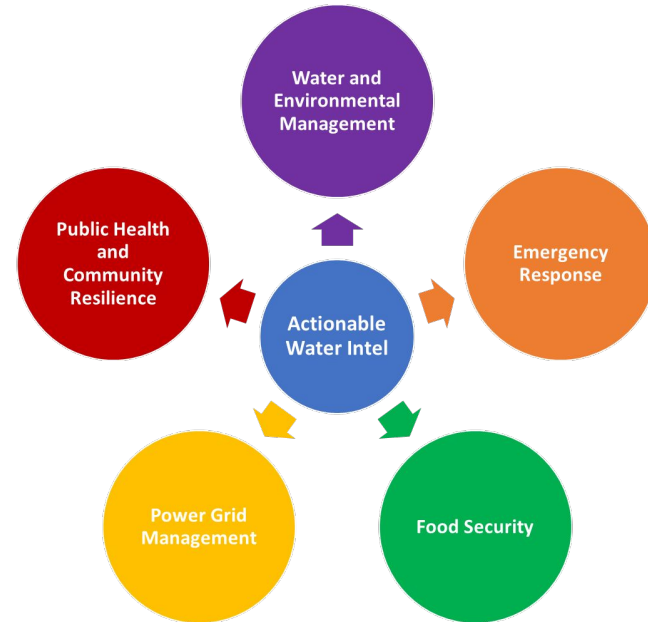 Water and
Environmental
Management
Public Health
and
Community
Resilience
Emergency
Response
Actionable
Water Intel
Power Grid
Management
Food Security